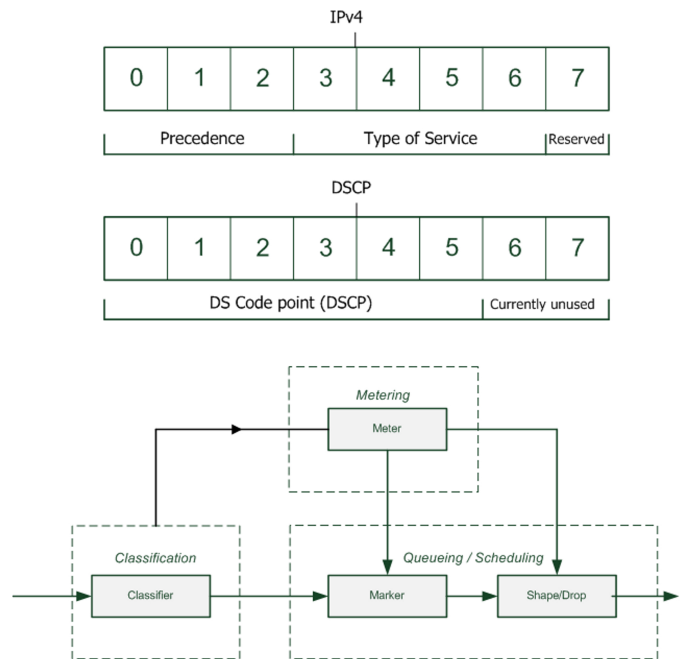 IPv4
0 1 2 3 4 5 6 7
Precedence Type of Service Reserved
DSCP
0 1 2 3 4 5 6 7
DS Code point (DSCP) Currently unused
Metering
Meter
Classification Queueing / Scheduling
Classifier Marker Shape/Drop